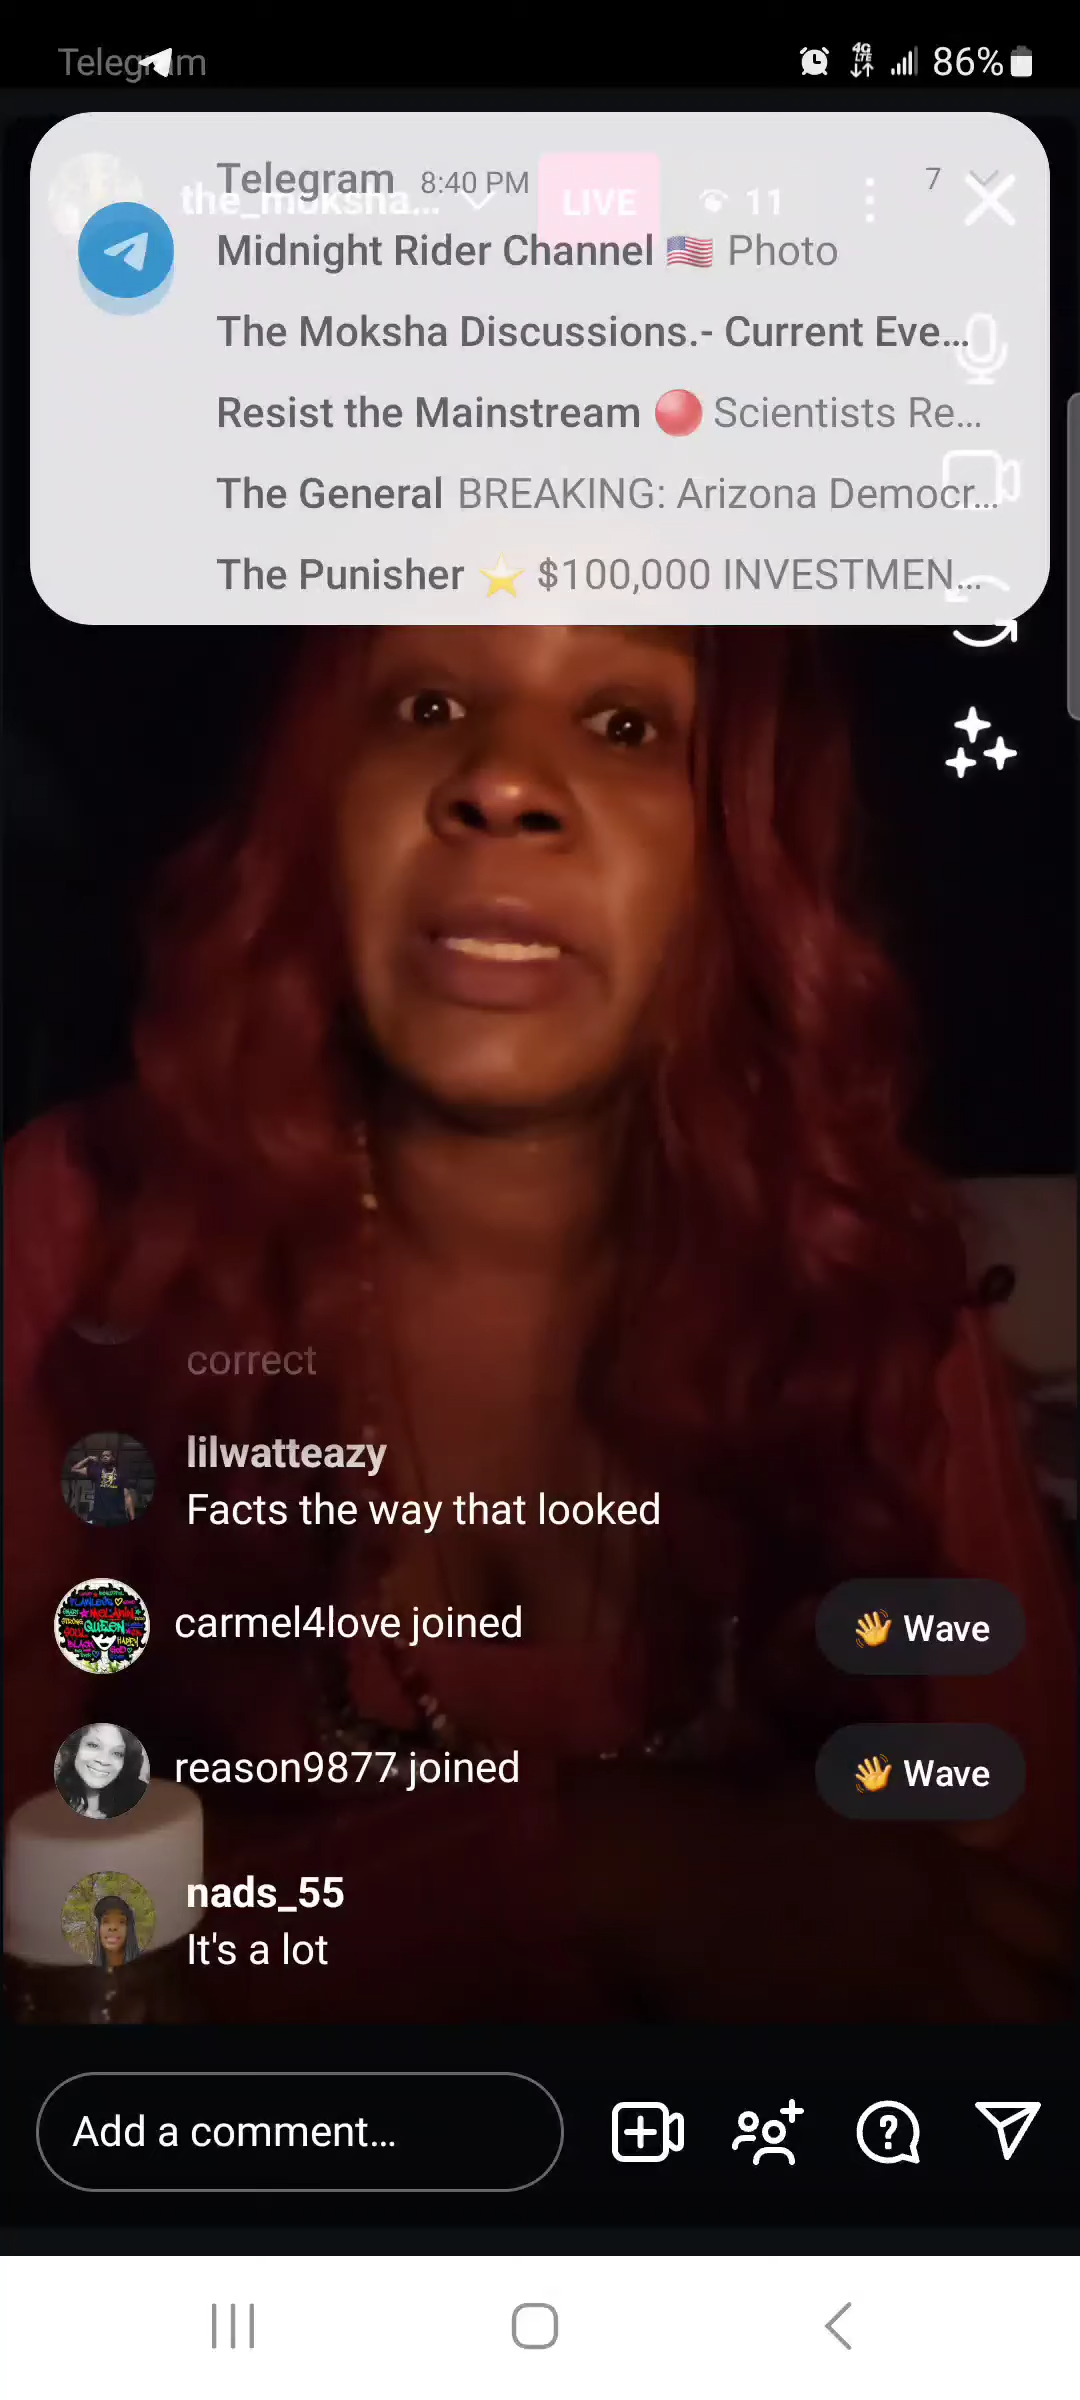 Telegram
86%
Telegram 8:40 PM 7
the_moksha... LIVE 11
Midnight Rider Channel 🇺🇸 Photo
The Moksha Discussions.- Current Eve...
Resist the Mainstream 🔴 Scientists Re...
The General BREAKING: Arizona Democr...
The Punisher ⭐ $100,000 INVESTMEN...
correct
lilwatteazy
Facts the way that looked
carmel4love joined
👋 Wave
reason9877 joined
👋 Wave
nads_55
It's a lot
Add a comment...